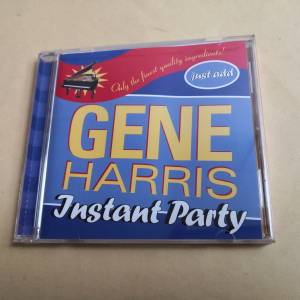 Only the finest quality ingredients!
just add
GENE
HARRIS
Instant Party